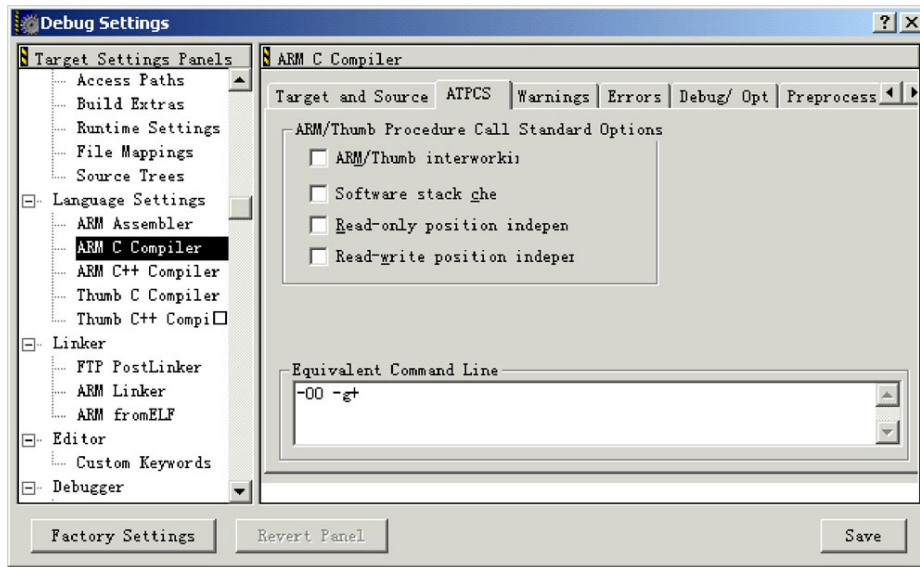 Debug Settings
Target Settings Panels
Access Paths
Build Extras
Runtime Settings
File Mappings
Source Trees
Language Settings
ARM Assembler
ARM C Compiler
ARM C++ Compiler
Thumb C Compiler
Thumb C++ Compi
Linker
FTP PostLinker
ARM Linker
ARM fromELF
Editor
Custom Keywords
Debugger
ARM C Compiler
Target and Source ATPCS Warnings Errors Debug/ Opt Preprocess
ARM/Thumb Procedure Call Standard Options
ARM/Thumb interworkin
Software stack che
Read-only position indepen
Read-write position indeper
Equivalent Command Line
-O0 -g+
Factory Settings Revert Panel Save